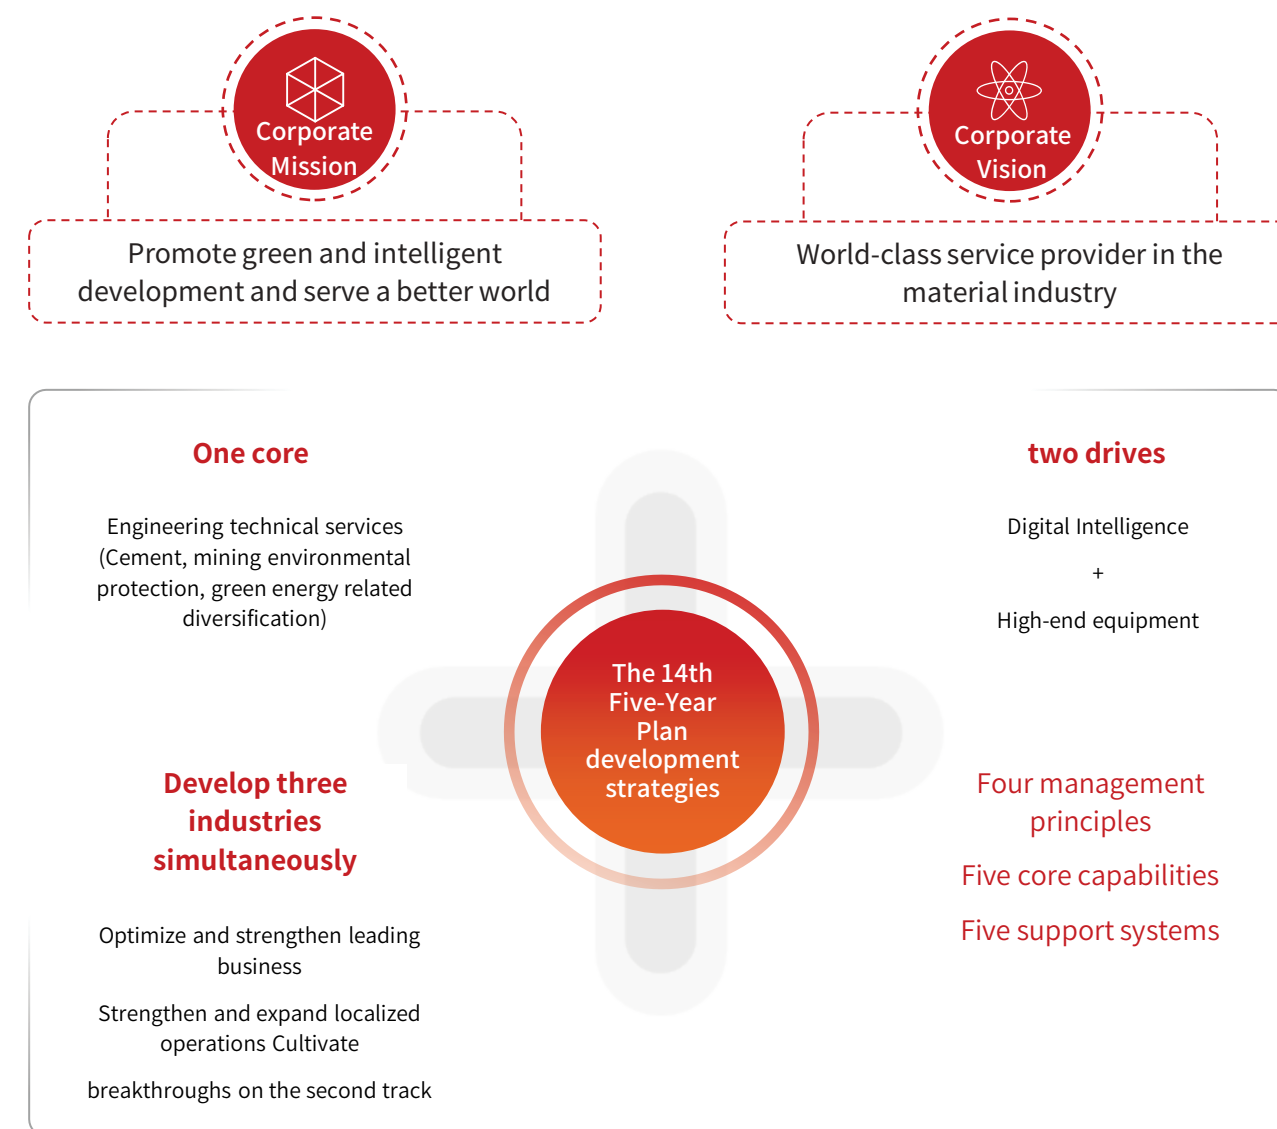 Corporate
Mission
Promote green and intelligent
development and serve a better world
Corporate
Vision
World-class service provider in the
material industry
One core
Engineering technical services
(Cement, mining environmental
protection, green energy related
diversification)
two drives
Digital Intelligence
+
High-end equipment
The 14th
Five-Year
Plan
development
strategies
Develop three
industries
simultaneously
Optimize and strengthen leading
business
Strengthen and expand localized
operations Cultivate
breakthroughs on the second track
Four management
principles
Five core capabilities
Five support systems